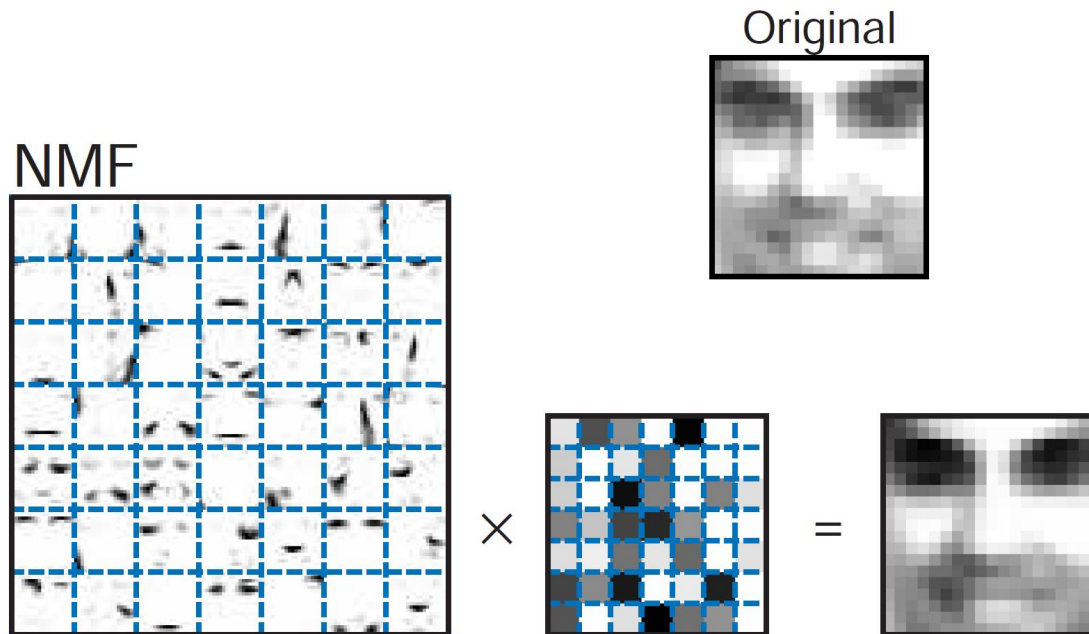 Original
NMF
× =